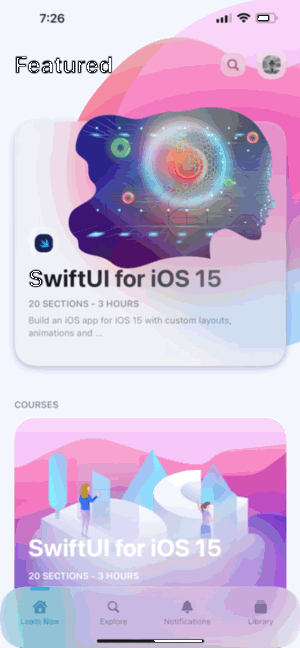 7:26
Featured
SwiftUI for iOS 15
20 SECTIONS - 3 HOURS
Build an iOS app for iOS 15 with custom layouts,
animations and ...
COURSES
SwiftUI for iOS 15
20 SECTIONS - 3 HOURS
Learn Now
Explore
Notifications
Library